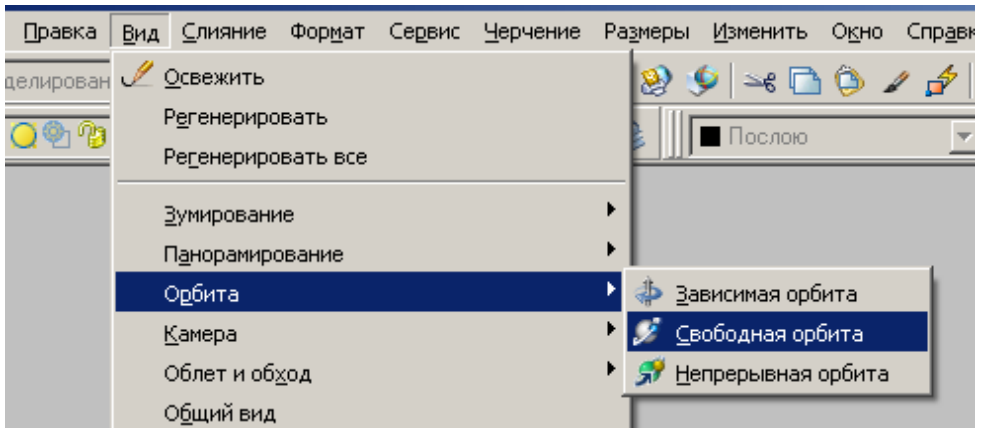 Правка Вид Слияние Формат Сервис Черчение Размеры Изменить Окно
Освежить
Регенерировать
Послою
Регенерировать все
Зумирование
Панорамирование
Орбита
Зависимая орбита
Камера
Свободная орбита
Облет и обход
Непрерывная орбита
Общий вид